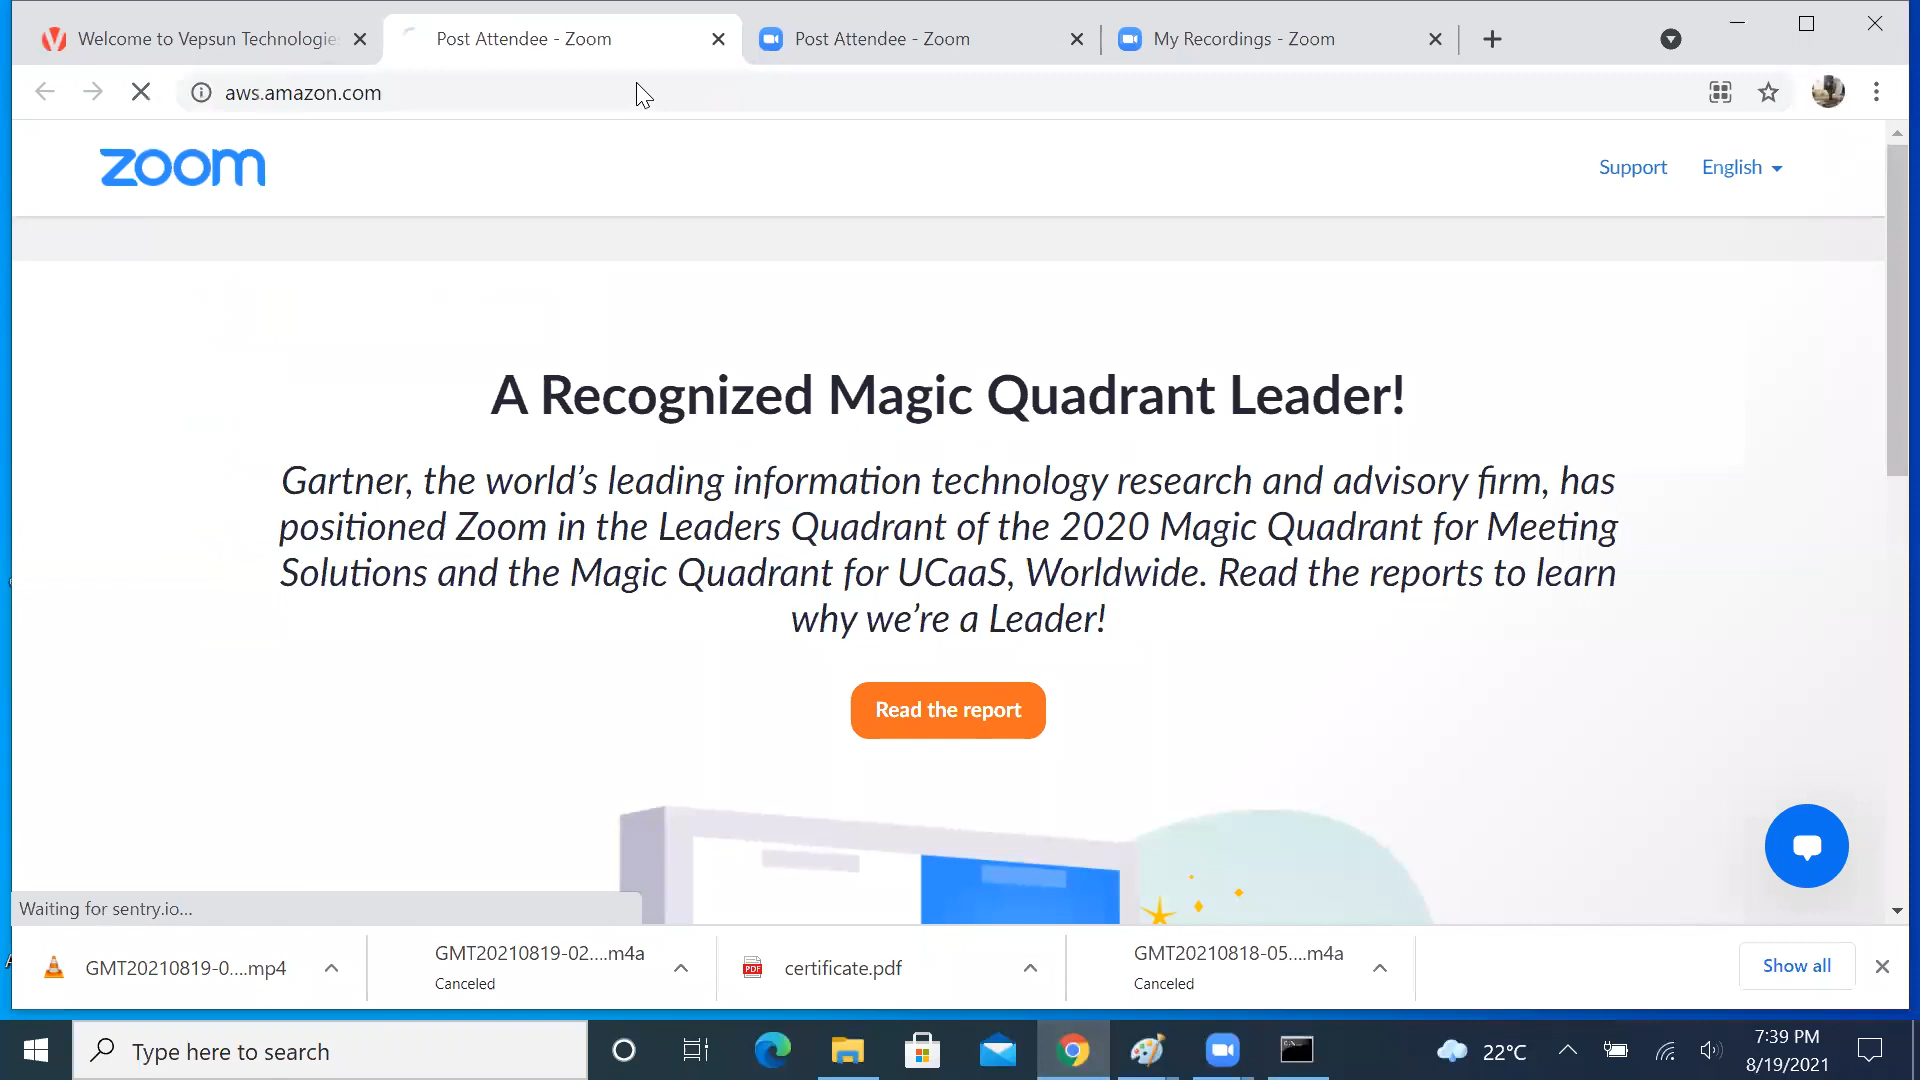 Welcome to Vepsun Technologie
Post Attendee - Zoom
Post Attendee - Zoom
My Recordings - Zoom
aws.amazon.com
zoom
Support
English
A Recognized Magic Quadrant Leader!
Gartner, the world's leading information technology research and advisory firm, has
positioned Zoom in the Leaders Quadrant of the 2020 Magic Quadrant for Meeting
Solutions and the Magic Quadrant for UCaaS, Worldwide. Read the reports to learn
why we're a Leader!
Read the report
Waiting for sentry.io...
GMT20210819-0....mp4
GMT20210819-02....m4a
Canceled
PDF
certificate.pdf
GMT20210818-05....m4a
Canceled
Show all
Type here to search
22°C
7:39 PM
8/19/2021